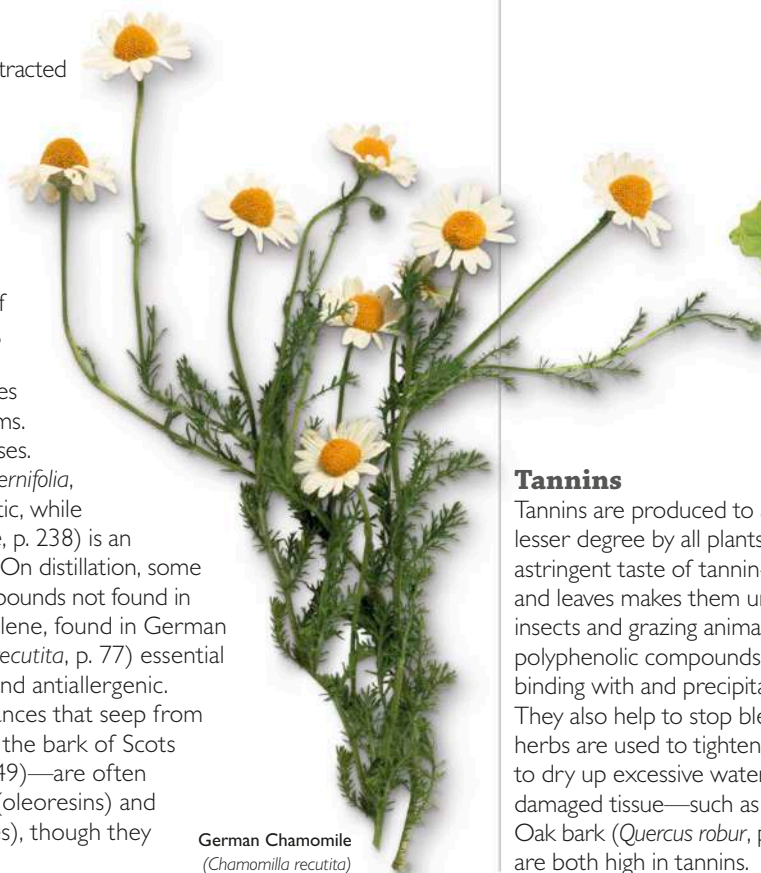 tracted
f
es
ms.
ses.
ernifolia,
tic, while
e, p. 238) is an
On distillation, some
pounds not found in
lene, found in German
recutita, p. 77) essential
nd antiallergenic.
ances that seep from
the bark of Scots
49)—are often
(oleoresins) and
es), though they
German Chamomile
(Chamomilla recutita)
Tannins
Tannins are produced to
lesser degree by all plants
astringent taste of tannin-
and leaves makes them u
insects and grazing anima
polyphenolic compounds
binding with and precipita
They also help to stop ble
herbs are used to tighten
to dry up excessive water
damaged tissue—such as
Oak bark (Quercus robur, p
are both high in tannins.